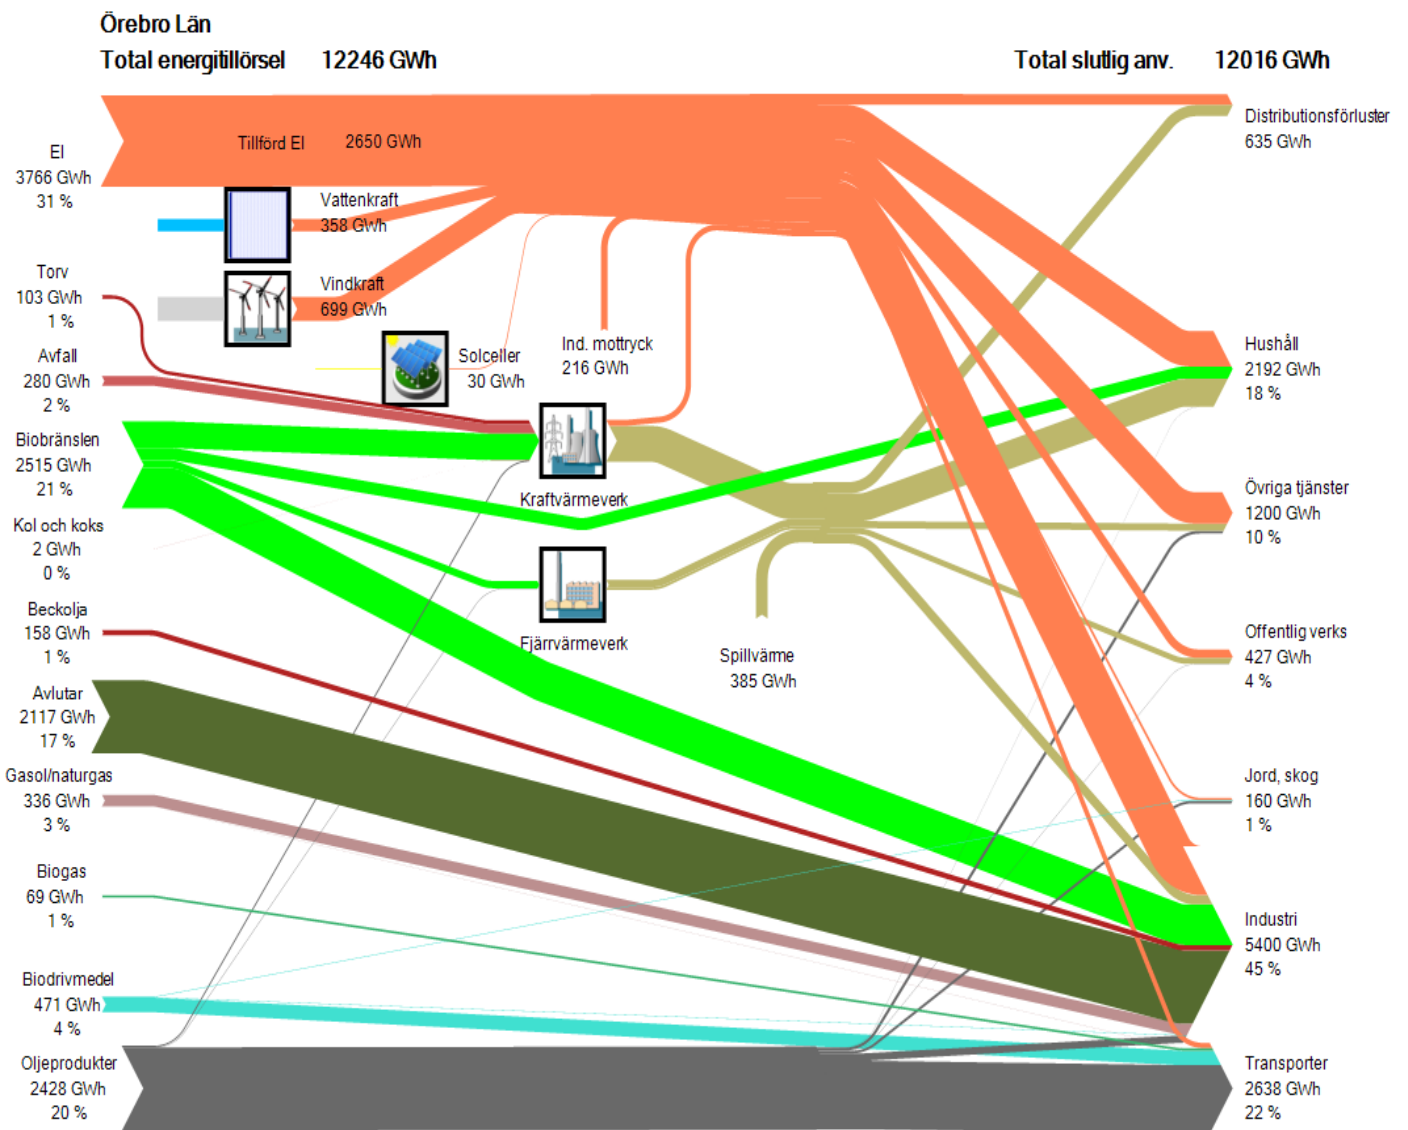 Örebro Län
Total energitillörsel 12246 GWh
Total slutlig anv. 12016 GWh
El
3766 GWh
31 %
Tillförd El 2650 GWh
Vattenkraft
358 GWh
Vindkraft
699 GWh
Torv
103 GWh
1 %
Avfall
280 GWh
2 %
Solceller
30 GWh
Ind. mottryck
216 GWh
Biobränslen
2515 GWh
21 %
Kraftvärmeverk
Kol och koks
2 GWh
0 %
Fjärrvärmeverk
Spillvärme
385 GWh
Beckolja
158 GWh
1 %
Avlutar
2117 GWh
17 %
Gasol/naturgas
336 GWh
3 %
Biogas
69 GWh
1 %
Biodrivmedel
471 GWh
4 %
Oljeprodukter
2428 GWh
20 %
Distributionsförluster
635 GWh
Hushåll
2192 GWh
18 %
Övriga tjänster
1200 GWh
10 %
Offentlig verks
427 GWh
4 %
Jord, skog
160 GWh
1 %
Industri
5400 GWh
45 %
Transporter
2638 GWh
22 %